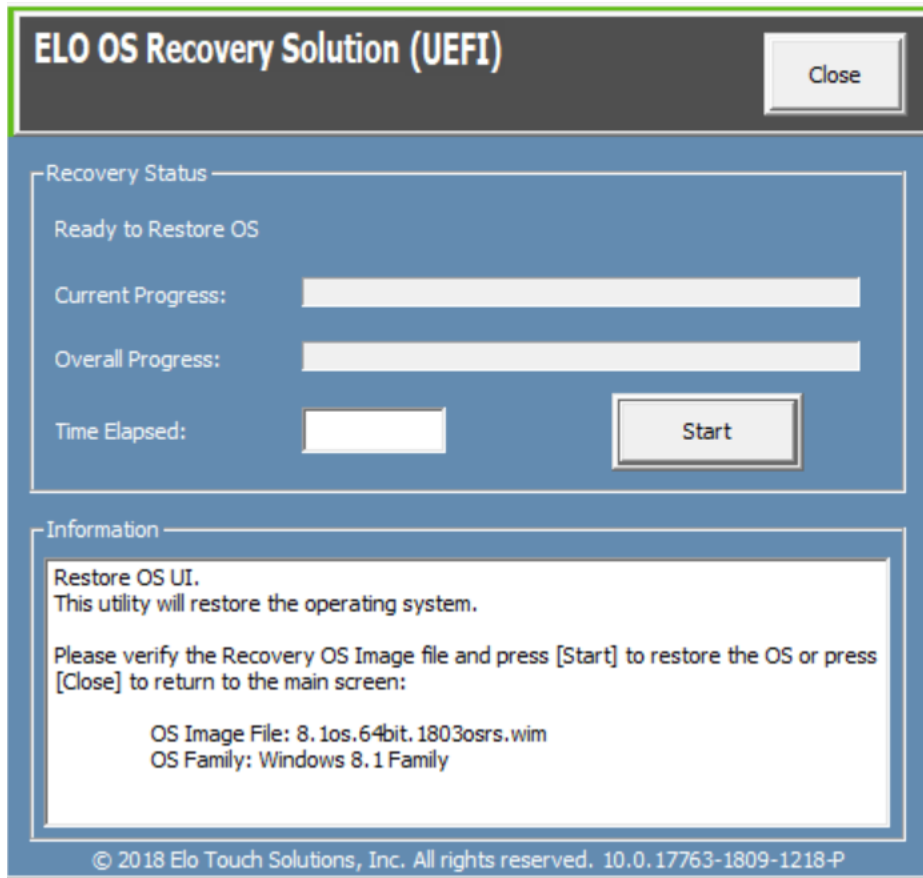 ELO OS Recovery Solution (UEFI)
Close
Recovery Status
Ready to Restore OS
Current Progress:
Overall Progress:
Time Elapsed:
Start
Information
Restore OS UI.
This utility will restore the operating system.
Please verify the Recovery OS Image file and press [Start] to restore the OS or press
[Close] to return to the main screen:
OS Image File: 8.1os.64bit.1803osrs.wim
OS Family: Windows 8.1 Family
© 2018 Elo Touch Solutions, Inc. All rights reserved. 10.0.17763-1809-1218-P